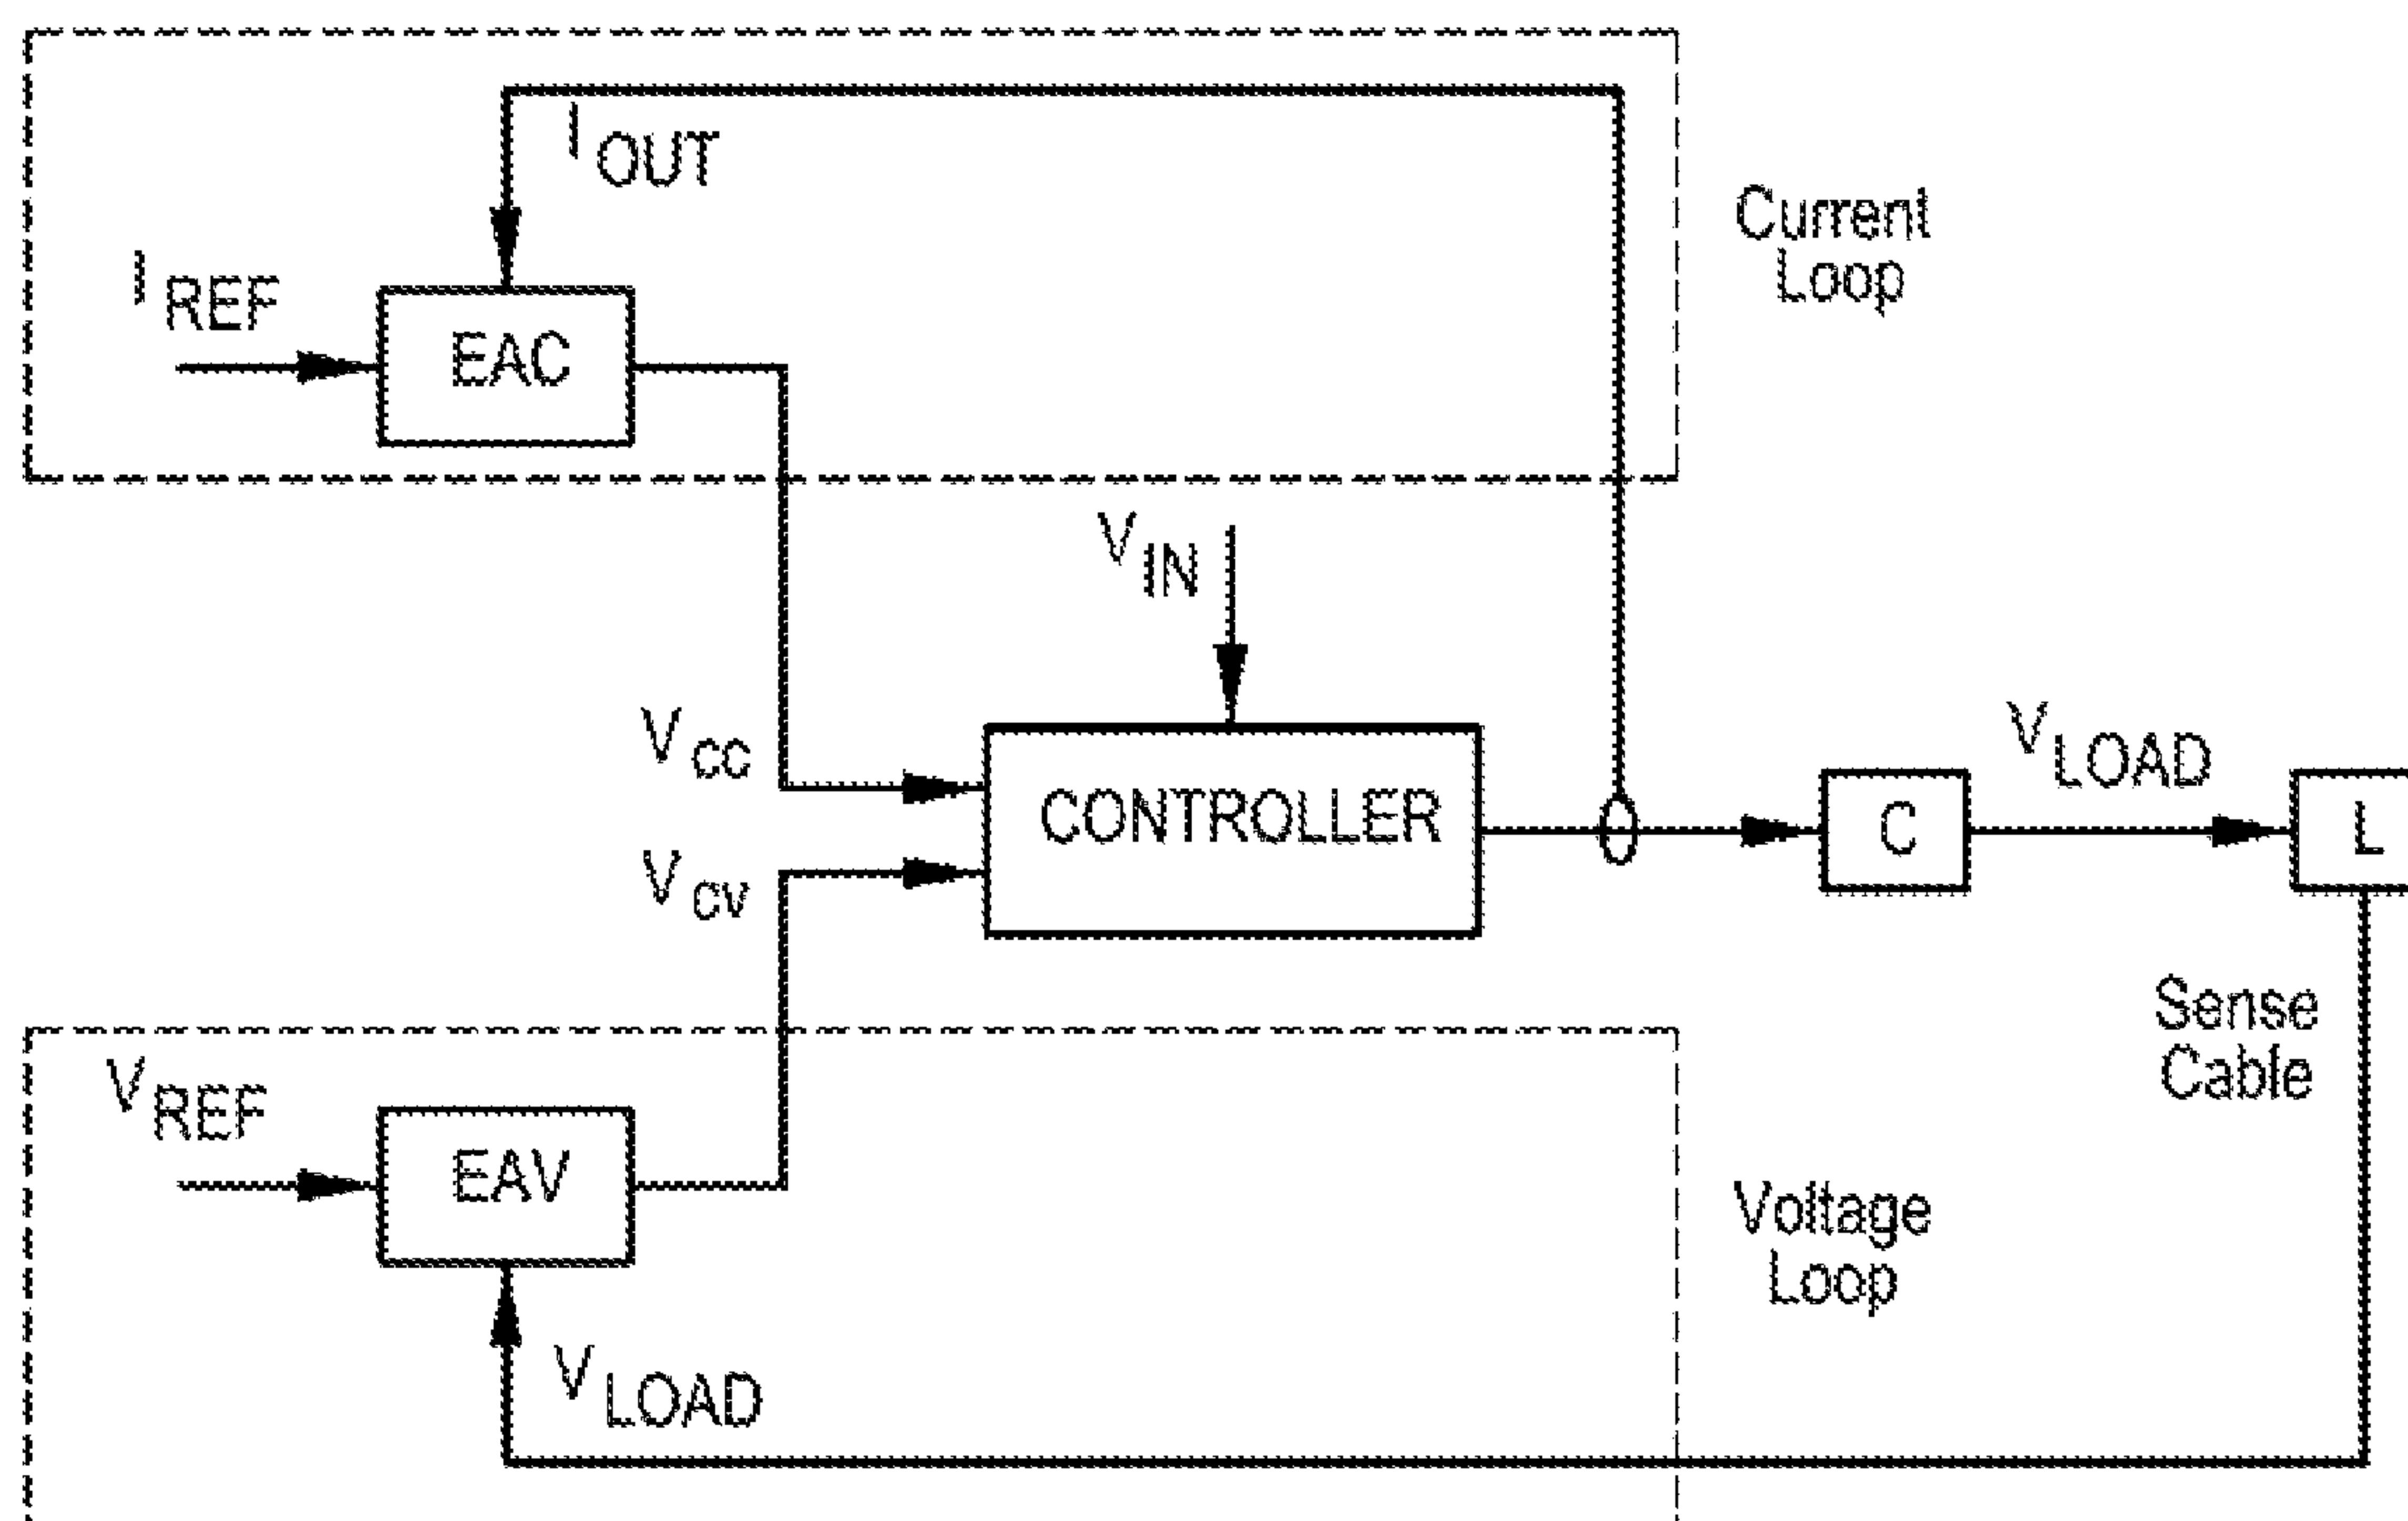 I OUT
Current
Loop
I REF
EAC
V IN
V CC
V LOAD
CONTROLLER
C
L
V CV
Sense
Cable
V REF
EAV
Voltage
Loop
V LOAD